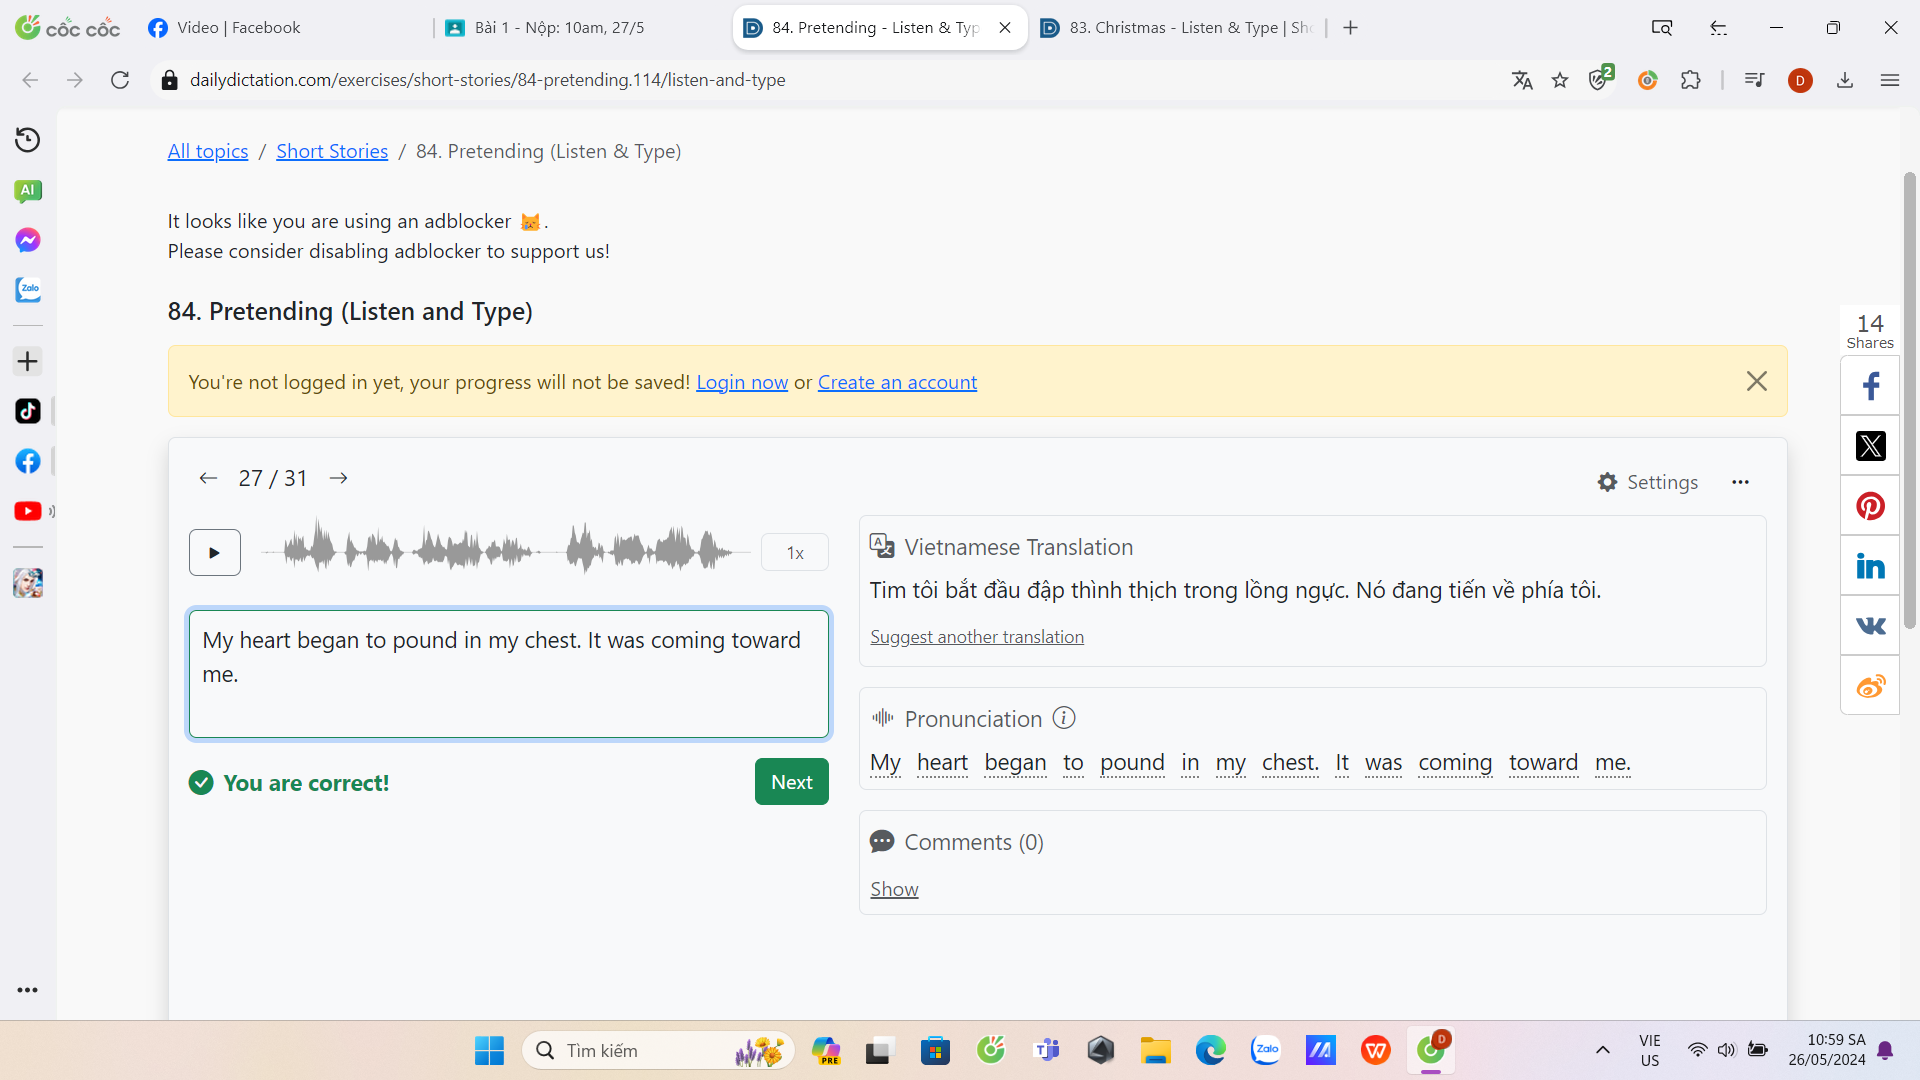 cốc cốc
Video | Facebook
Bài 1 - Nộp: 10am, 27/5
84. Pretending - Listen & Typ
83. Christmas - Listen & Type | Sho
dailydictation.com/exercises/short-stories/84-pretending.114/listen-and-type
2
D
AI
Zalo
All topics / Short Stories / 84. Pretending (Listen & Type)
It looks like you are using an adblocker 😿.
Please consider disabling adblocker to support us!
84. Pretending (Listen and Type)
You're not logged in yet, your progress will not be saved! Login now or Create an account
14
Shares
27 / 31
Settings
1x
My heart began to pound in my chest. It was coming toward
me.
You are correct!
Next
Vietnamese Translation
Tim tôi bắt đầu đập thình thịch trong lồng ngực. Nó đang tiến về phía tôi.
Suggest another translation
Pronunciation
My heart began to pound in my chest. It was coming toward me.
Comments (0)
Show
Tìm kiếm
PRE
Zalo
D
VIE
US
10:59 SA
26/05/2024